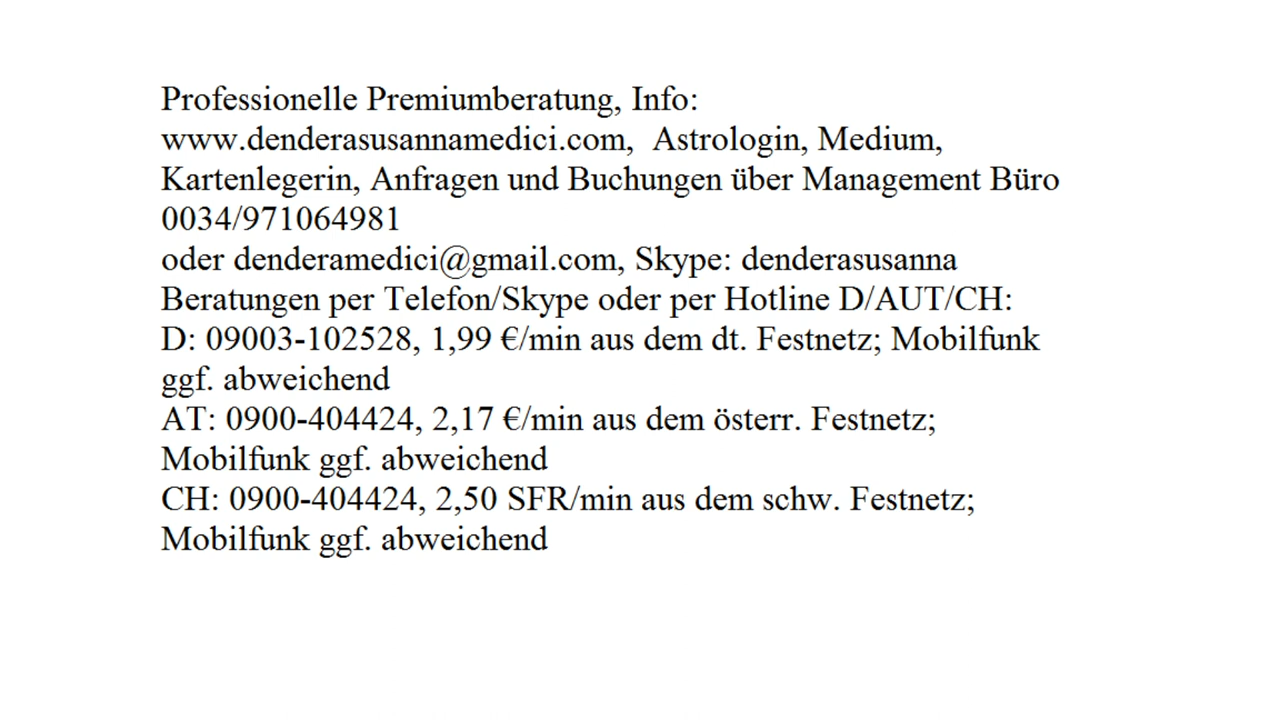 Professionelle Premiumberatung, Info:
www.denderasusannamedici.com,  Astrologin, Medium,
Kartenlegerin, Anfragen und Buchungen über Management Büro
0034/971064981
oder denderamedici@gmail.com, Skype: denderasusanna
Beratungen per Telefon/Skype oder per Hotline D/AUT/CH:
D: 09003-102528, 1,99 €/min aus dem dt. Festnetz; Mobilfunk
ggf. abweichend
AT: 0900-404424, 2,17 €/min aus dem österr. Festnetz;
Mobilfunk ggf. abweichend
CH: 0900-404424, 2,50 SFR/min aus dem schw. Festnetz;
Mobilfunk ggf. abweichend